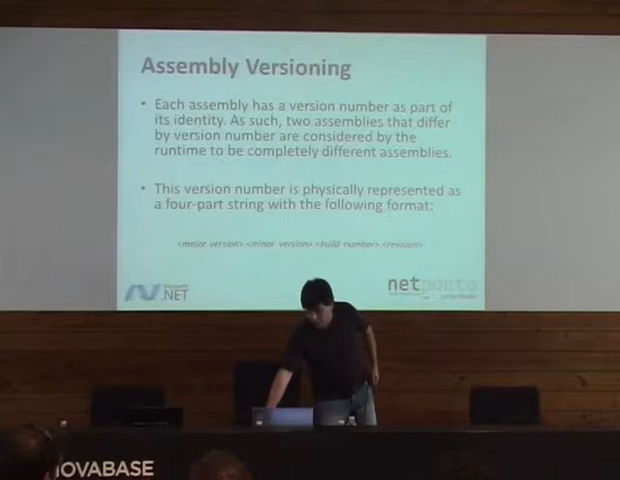 Assembly Versioning
• Each assembly has a version number as part of
its identity. As such, two assemblies that differ
by version number are considered by the
runtime to be completely different assemblies.
• This version number is physically represented as
a four-part string with the following format:
<major version>.<minor version>.<build number>.<revision>
.NET
netponto
NOVABASE